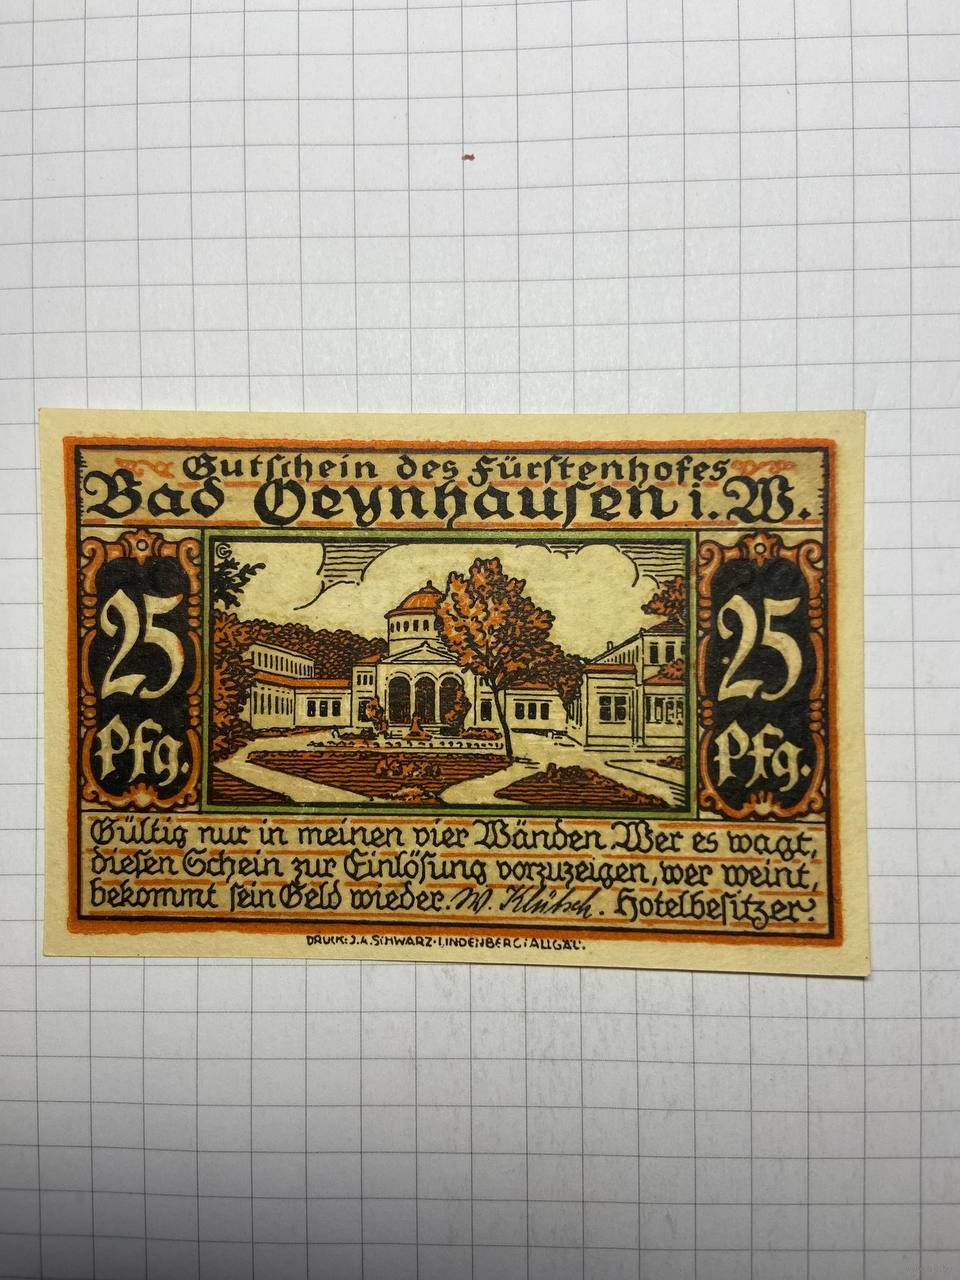 Gutschein des Fürstenhofes
Bad Oeynhausen i. W.
25 Pfg.
25 Pfg.
Gültig nur in meinen vier Wänden. Wer es wagt,
diesen Schein zur Einlösung vorzuzeigen, wer weint,
bekommt sein Geld wieder. W. Klütsch. Hotelbesitzer.
DRUCK: J.A. SCHWARZ · LINDENBERG i ALLGÄU.